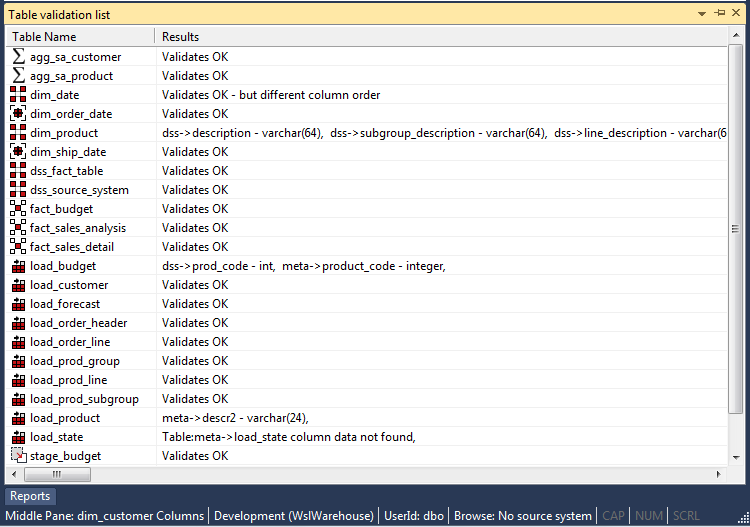 Table validation list
Table Name Results
agg_sa_customer Validates OK
agg_sa_product Validates OK
dim_date Validates OK - but different column order
dim_order_date Validates OK
dim_product dss->description - varchar(64), dss->subgroup_description - varchar(64), dss->line_description - varchar(6
dim_ship_date Validates OK
dss_fact_table Validates OK
dss_source_system Validates OK
fact_budget Validates OK
fact_sales_analysis Validates OK
fact_sales_detail Validates OK
load_budget dss->prod_code - int, meta->product_code - integer,
load_customer Validates OK
load_forecast Validates OK
load_order_header Validates OK
load_order_line Validates OK
load_prod_group Validates OK
load_prod_line Validates OK
load_prod_subgroup Validates OK
load_product meta->descr2 - varchar(24),
load_state Table:meta->load_state column data not found,
stage_budget Validates OK
Reports
Middle Pane: dim_customer Columns Development (WslWarehouse) UserId: dbo Browse: No source system CAP NUM SCRL